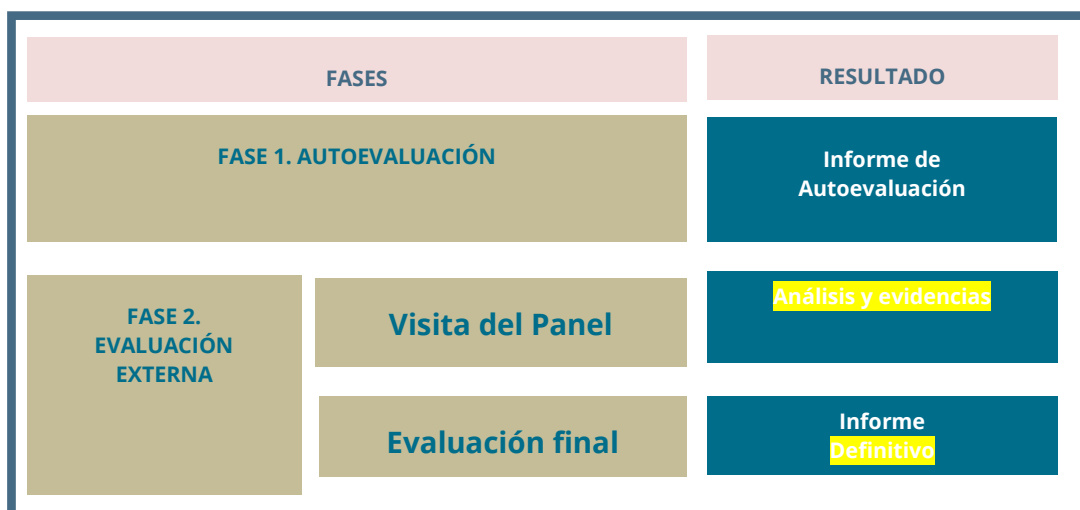 FASES
RESULTADO
FASE 1. AUTOEVALUACIÓN
Informe de
Autoevaluación
FASE 2.
EVALUACIÓN
EXTERNA
Visita del Panel
Análisis y evidencias
Evaluación final
Informe
Definitivo